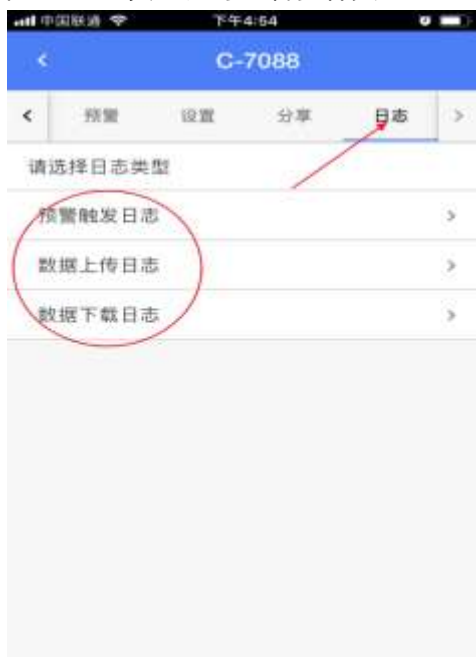 中国联通 下午4:54
C-7088
预警 设置 分享 日志
请选择日志类型
预警触发日志
数据上传日志
数据下载日志